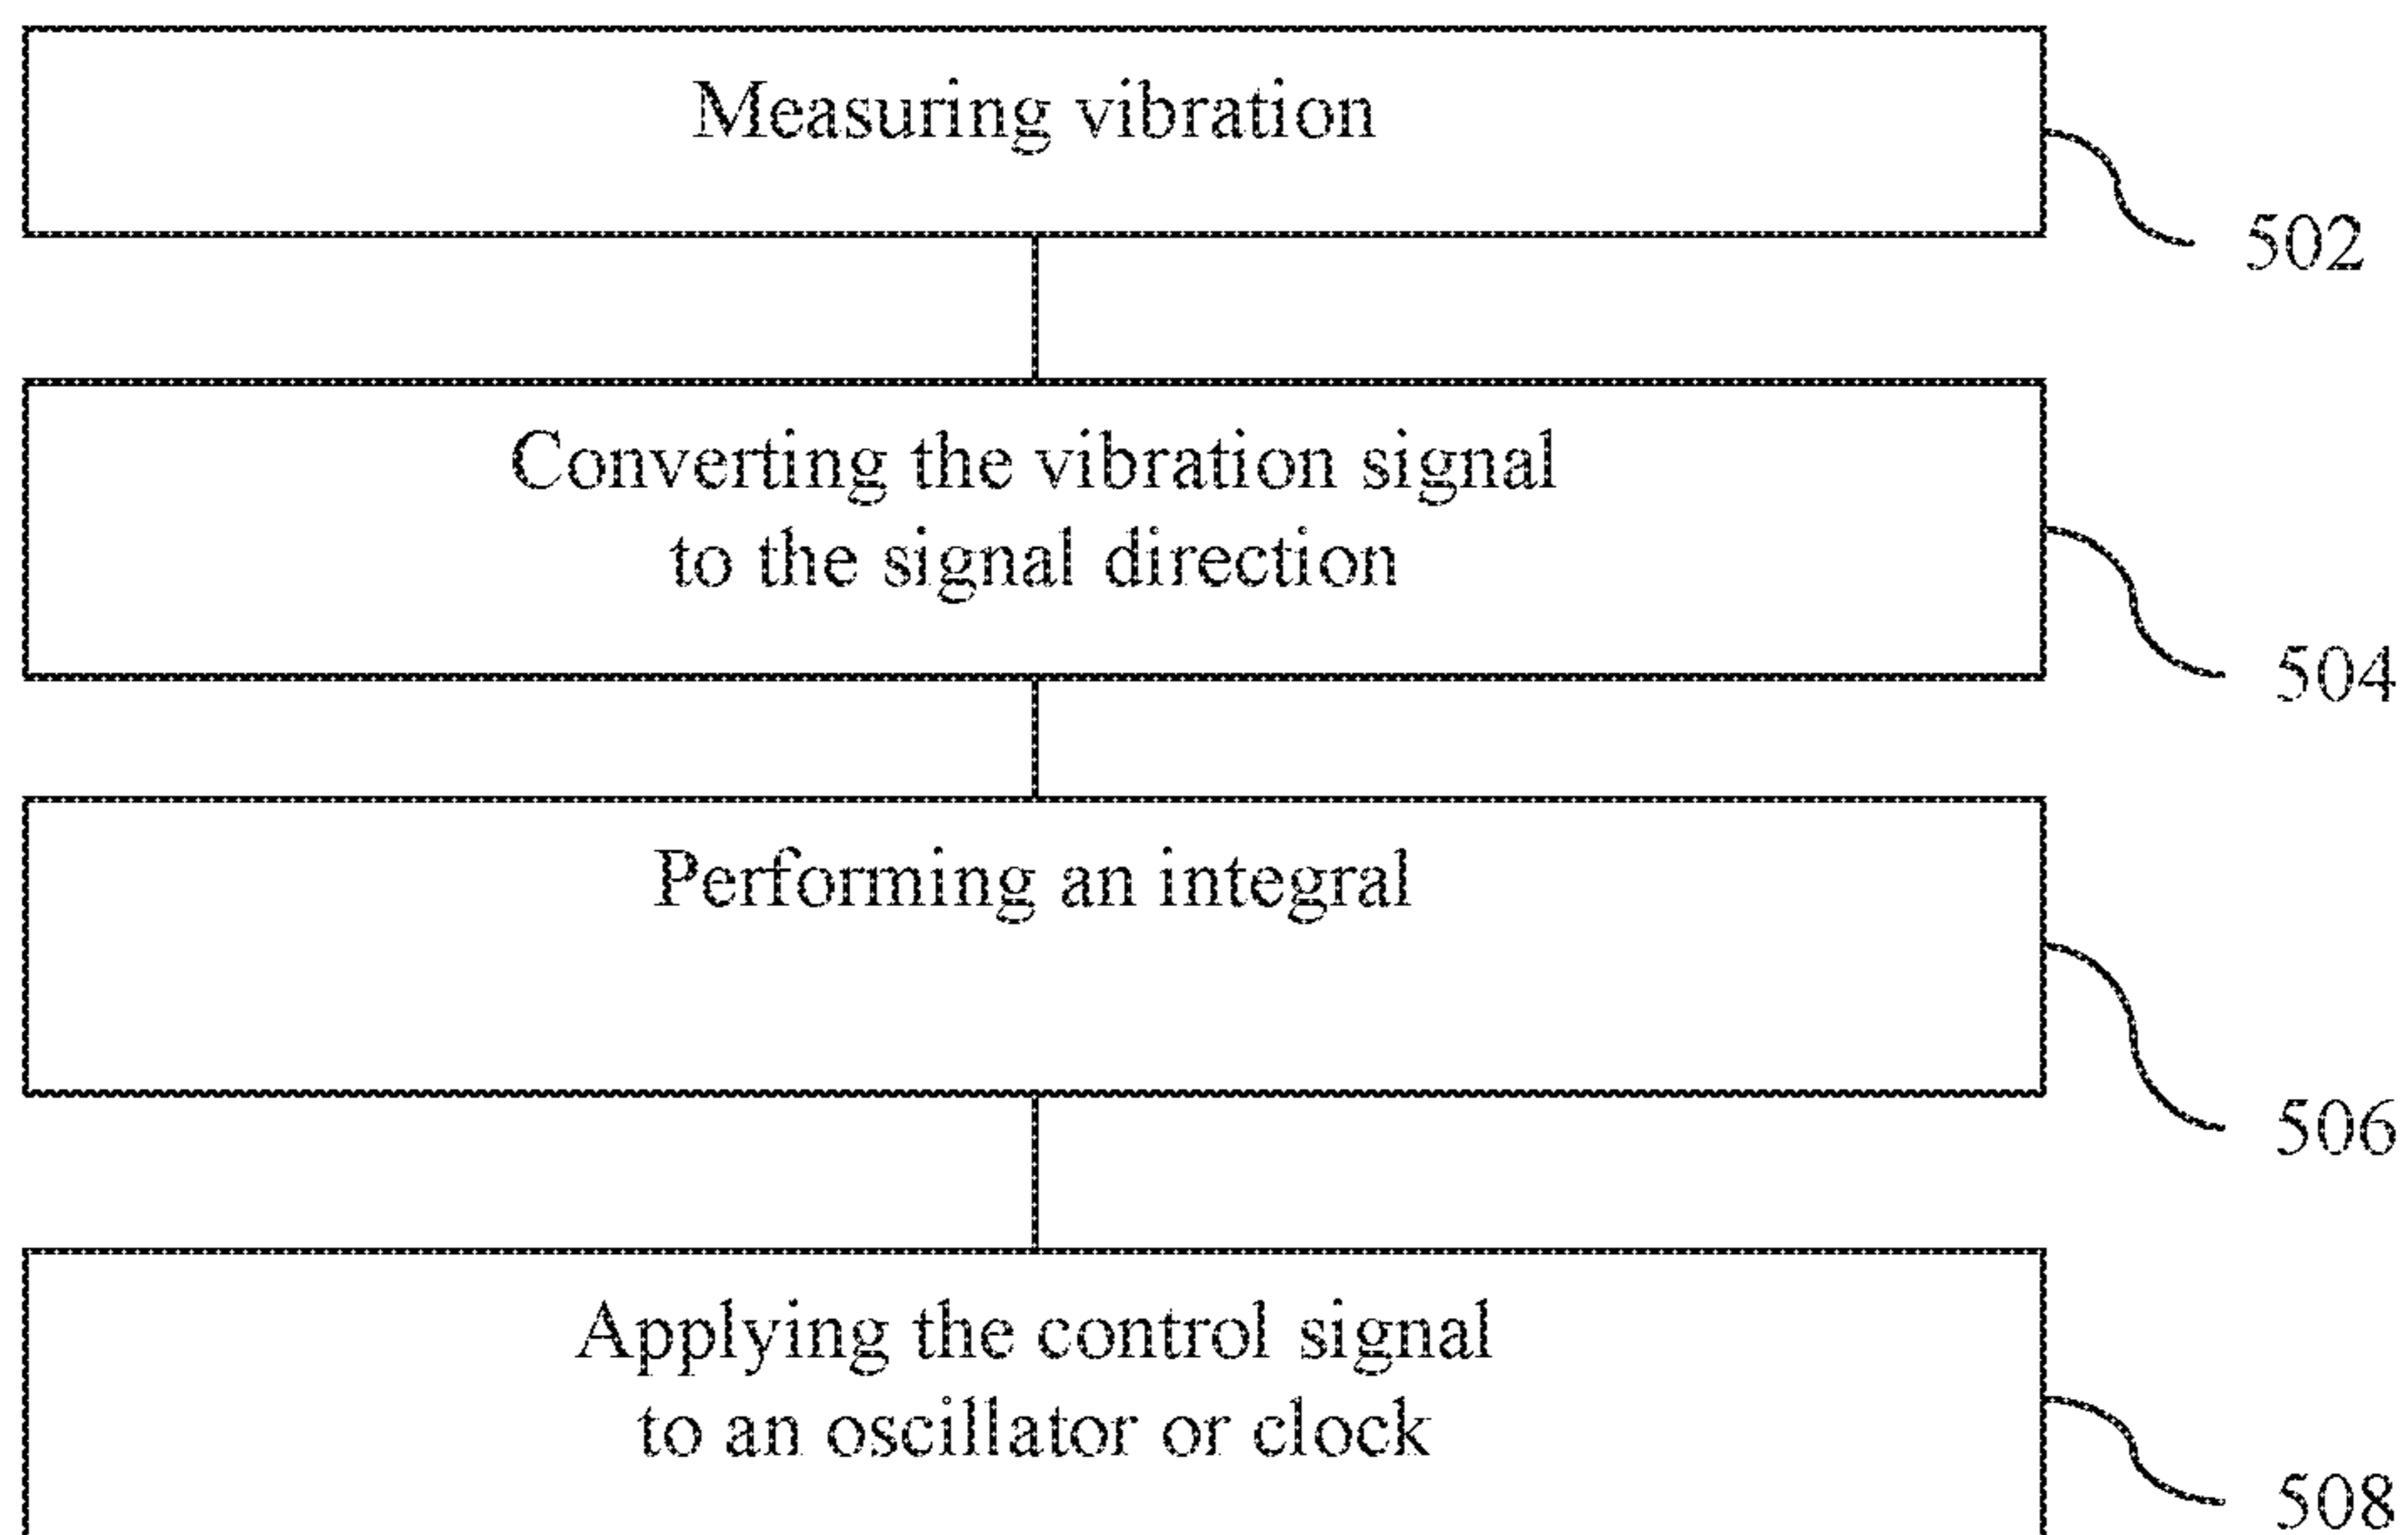 Measuring vibration
502
Converting the vibration signal
to the signal direction
504
Performing an integral
506
Applying the control signal
to an oscillator or clock
508